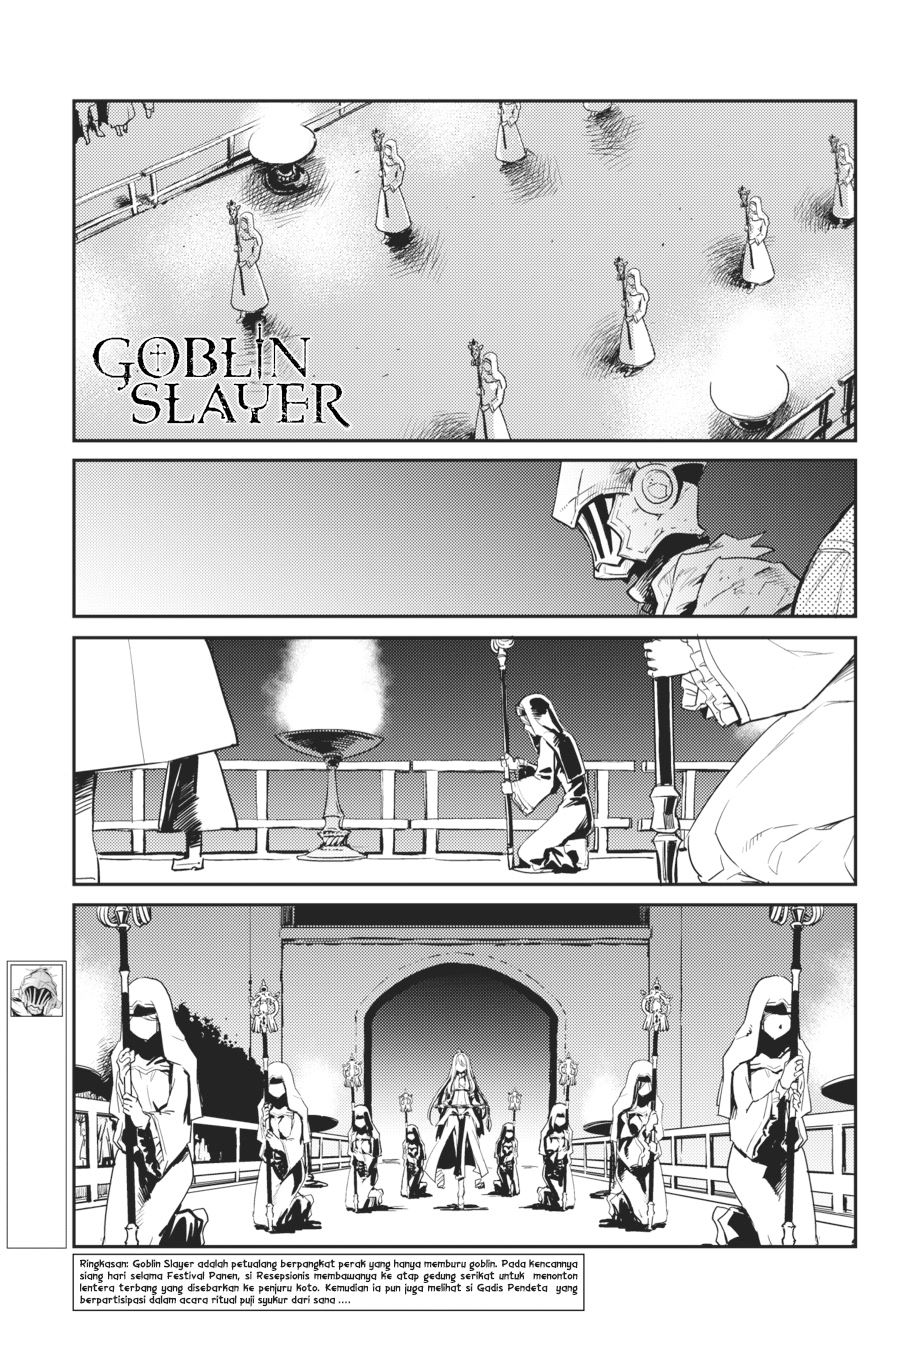 GOBLIN
SLAYER
Ringkasan: Goblin Slayer adalah petualang berpangkat perak yang hanya memburu goblin. Pada kencannya
siang hari selama Festival Panen, si Resepsionis membawanya ke atap gedung serikat untuk menonton
lentera terbang yang disebarkan ke penjuru koto. Kemudian ia pun juga melihat si Gadis Pendeta yang
berpartisipasi dalam acara ritual puji syukur dari sana ....